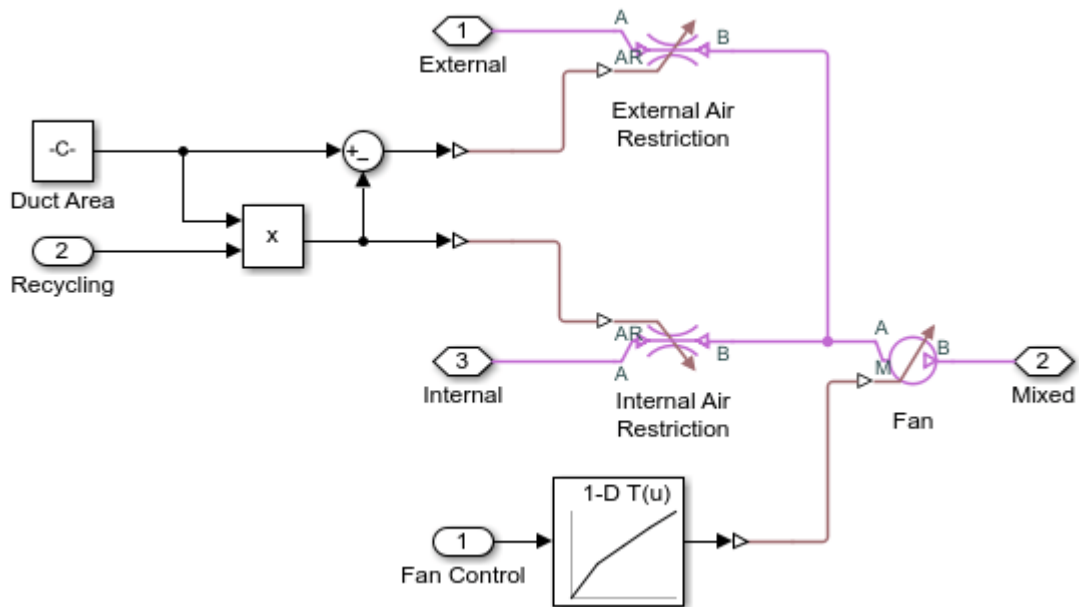 1
External
A
B
AR
External Air
Restriction
-C-
Duct Area
+
-
x
2
Recycling
3
Internal
AR
A
B
Internal Air
Restriction
A
M
B
Fan
2
Mixed
1-D T(u)
1
Fan Control